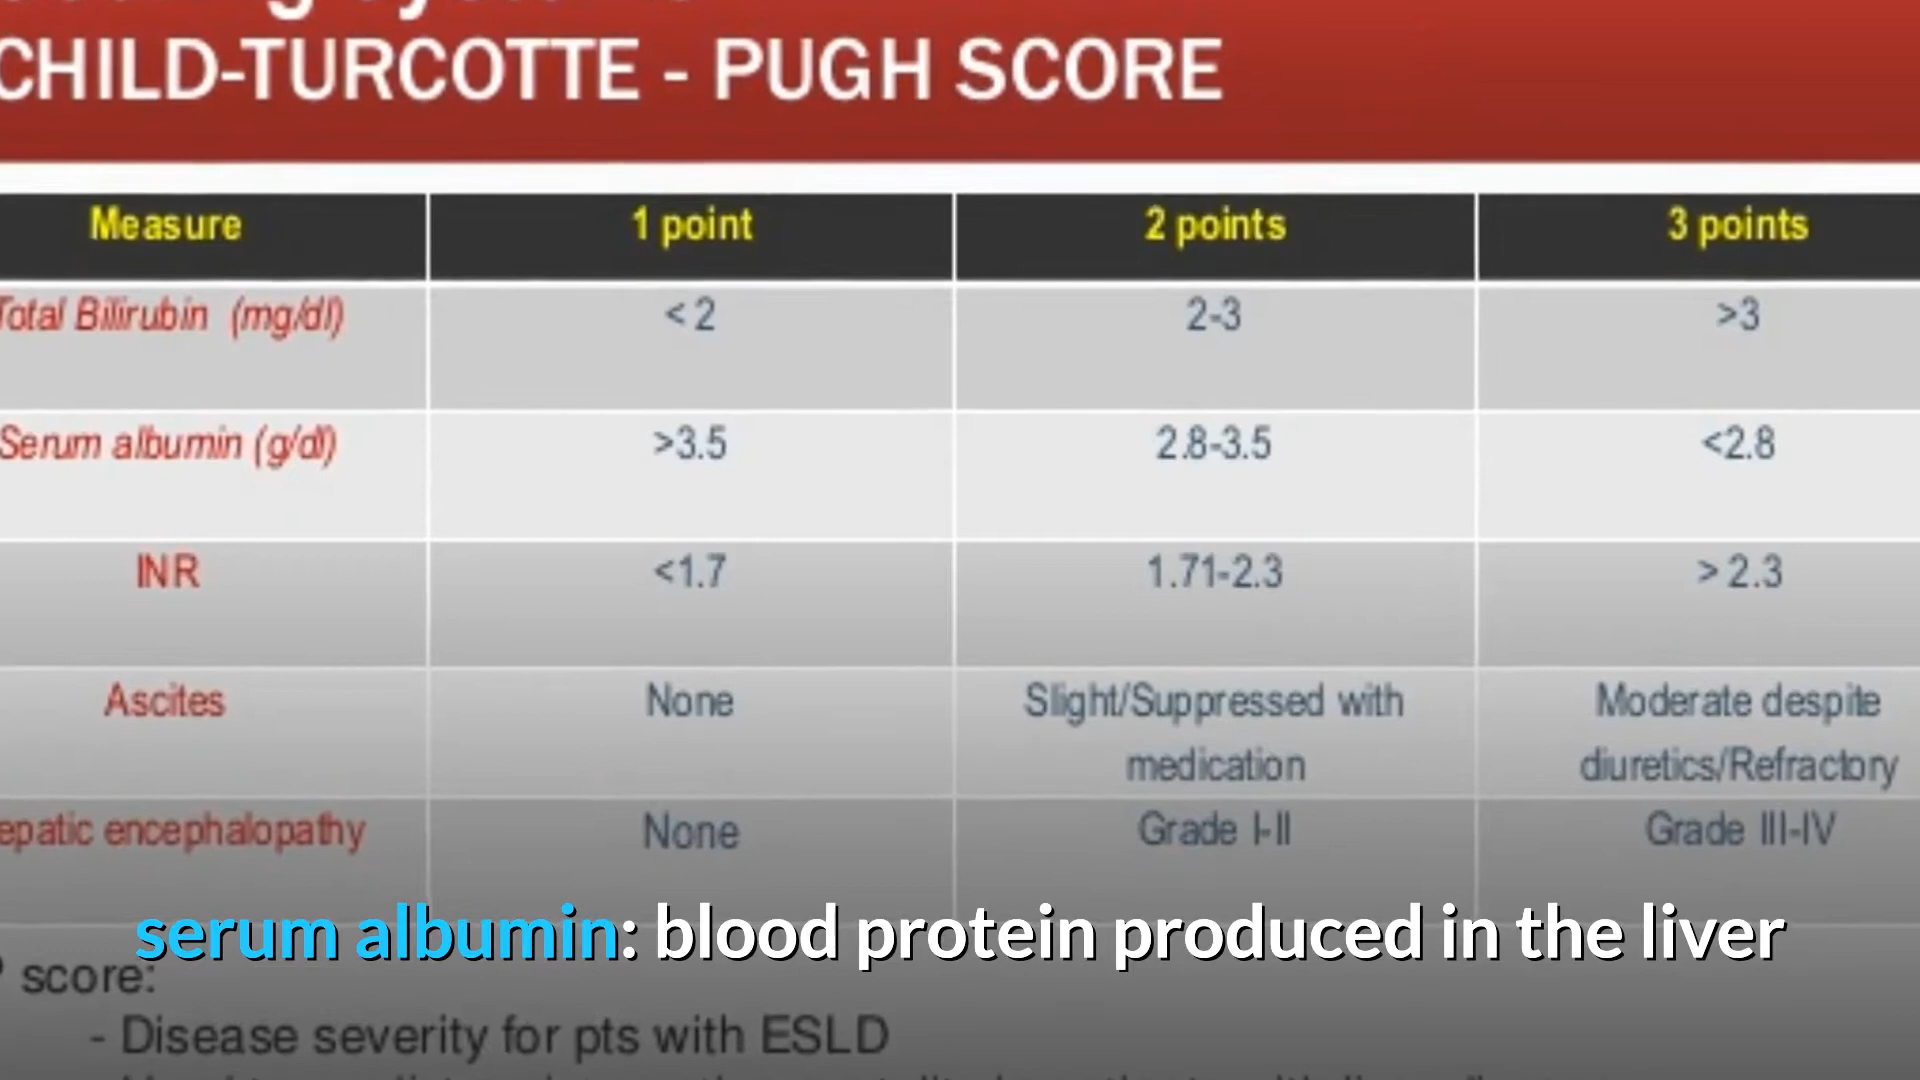 CHILD-TURCOTTE - PUGH SCORE
Measure 1 point 2 points 3 points
Total Bilirubin (mg/dl) < 2 2-3 >3
Serum albumin (g/dl) >3.5 2.8-3.5 <2.8
INR <1.7 1.71-2.3 > 2.3
Ascites None Slight/Suppressed with Moderate despite
medication diuretics/Refractory
epatic encephalopathy None Grade I-II Grade III-IV
serum albumin: blood protein produced in the liver
score:
- Disease severity for pts with ESLD